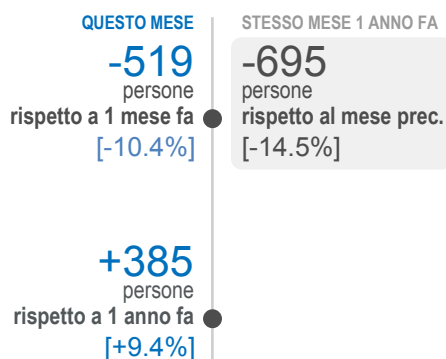 QUESTO MESE
-519
persone
rispetto a 1 mese fa
[-10.4%]
STESSO MESE 1 ANNO FA
-695
persone
rispetto al mese prec.
[-14.5%]
+385
persone
rispetto a 1 anno fa
[+9.4%]